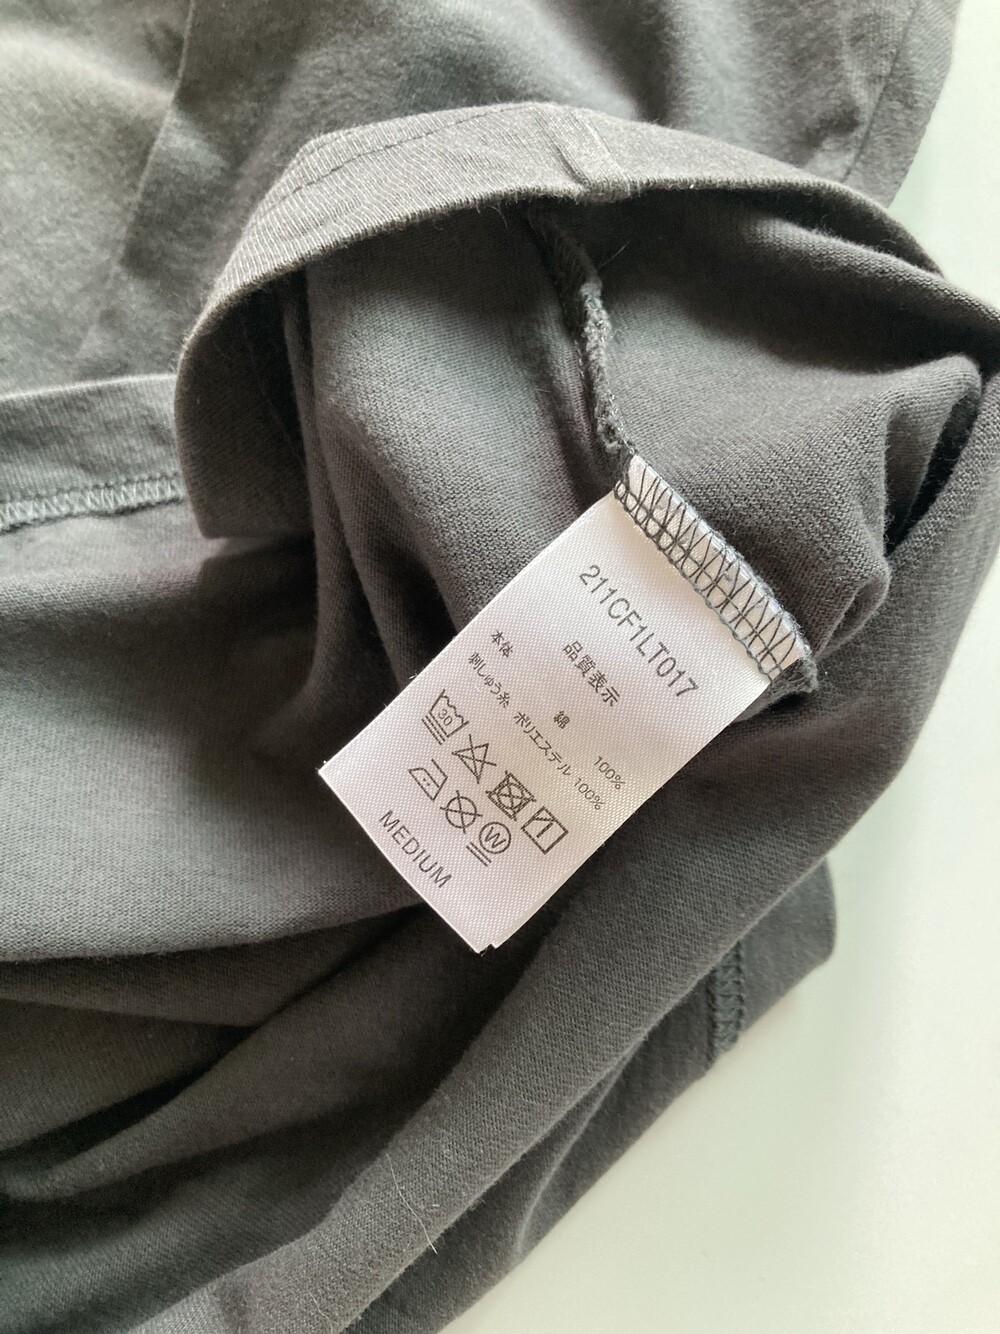 211CF1LT017
品質表示
本体 綿 100%
刺しゅう糸 ポリエステル 100%
30
W
MEDIUM